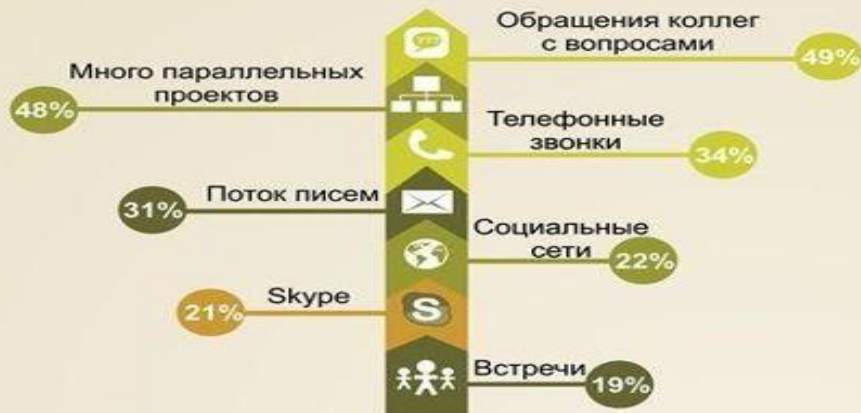 Обращения коллег
с вопросами
49%
Много параллельных
проектов
48%
Телефонные
звонки
34%
Поток писем
31%
Социальные
сети
22%
Skype
21%
S
Встречи
19%